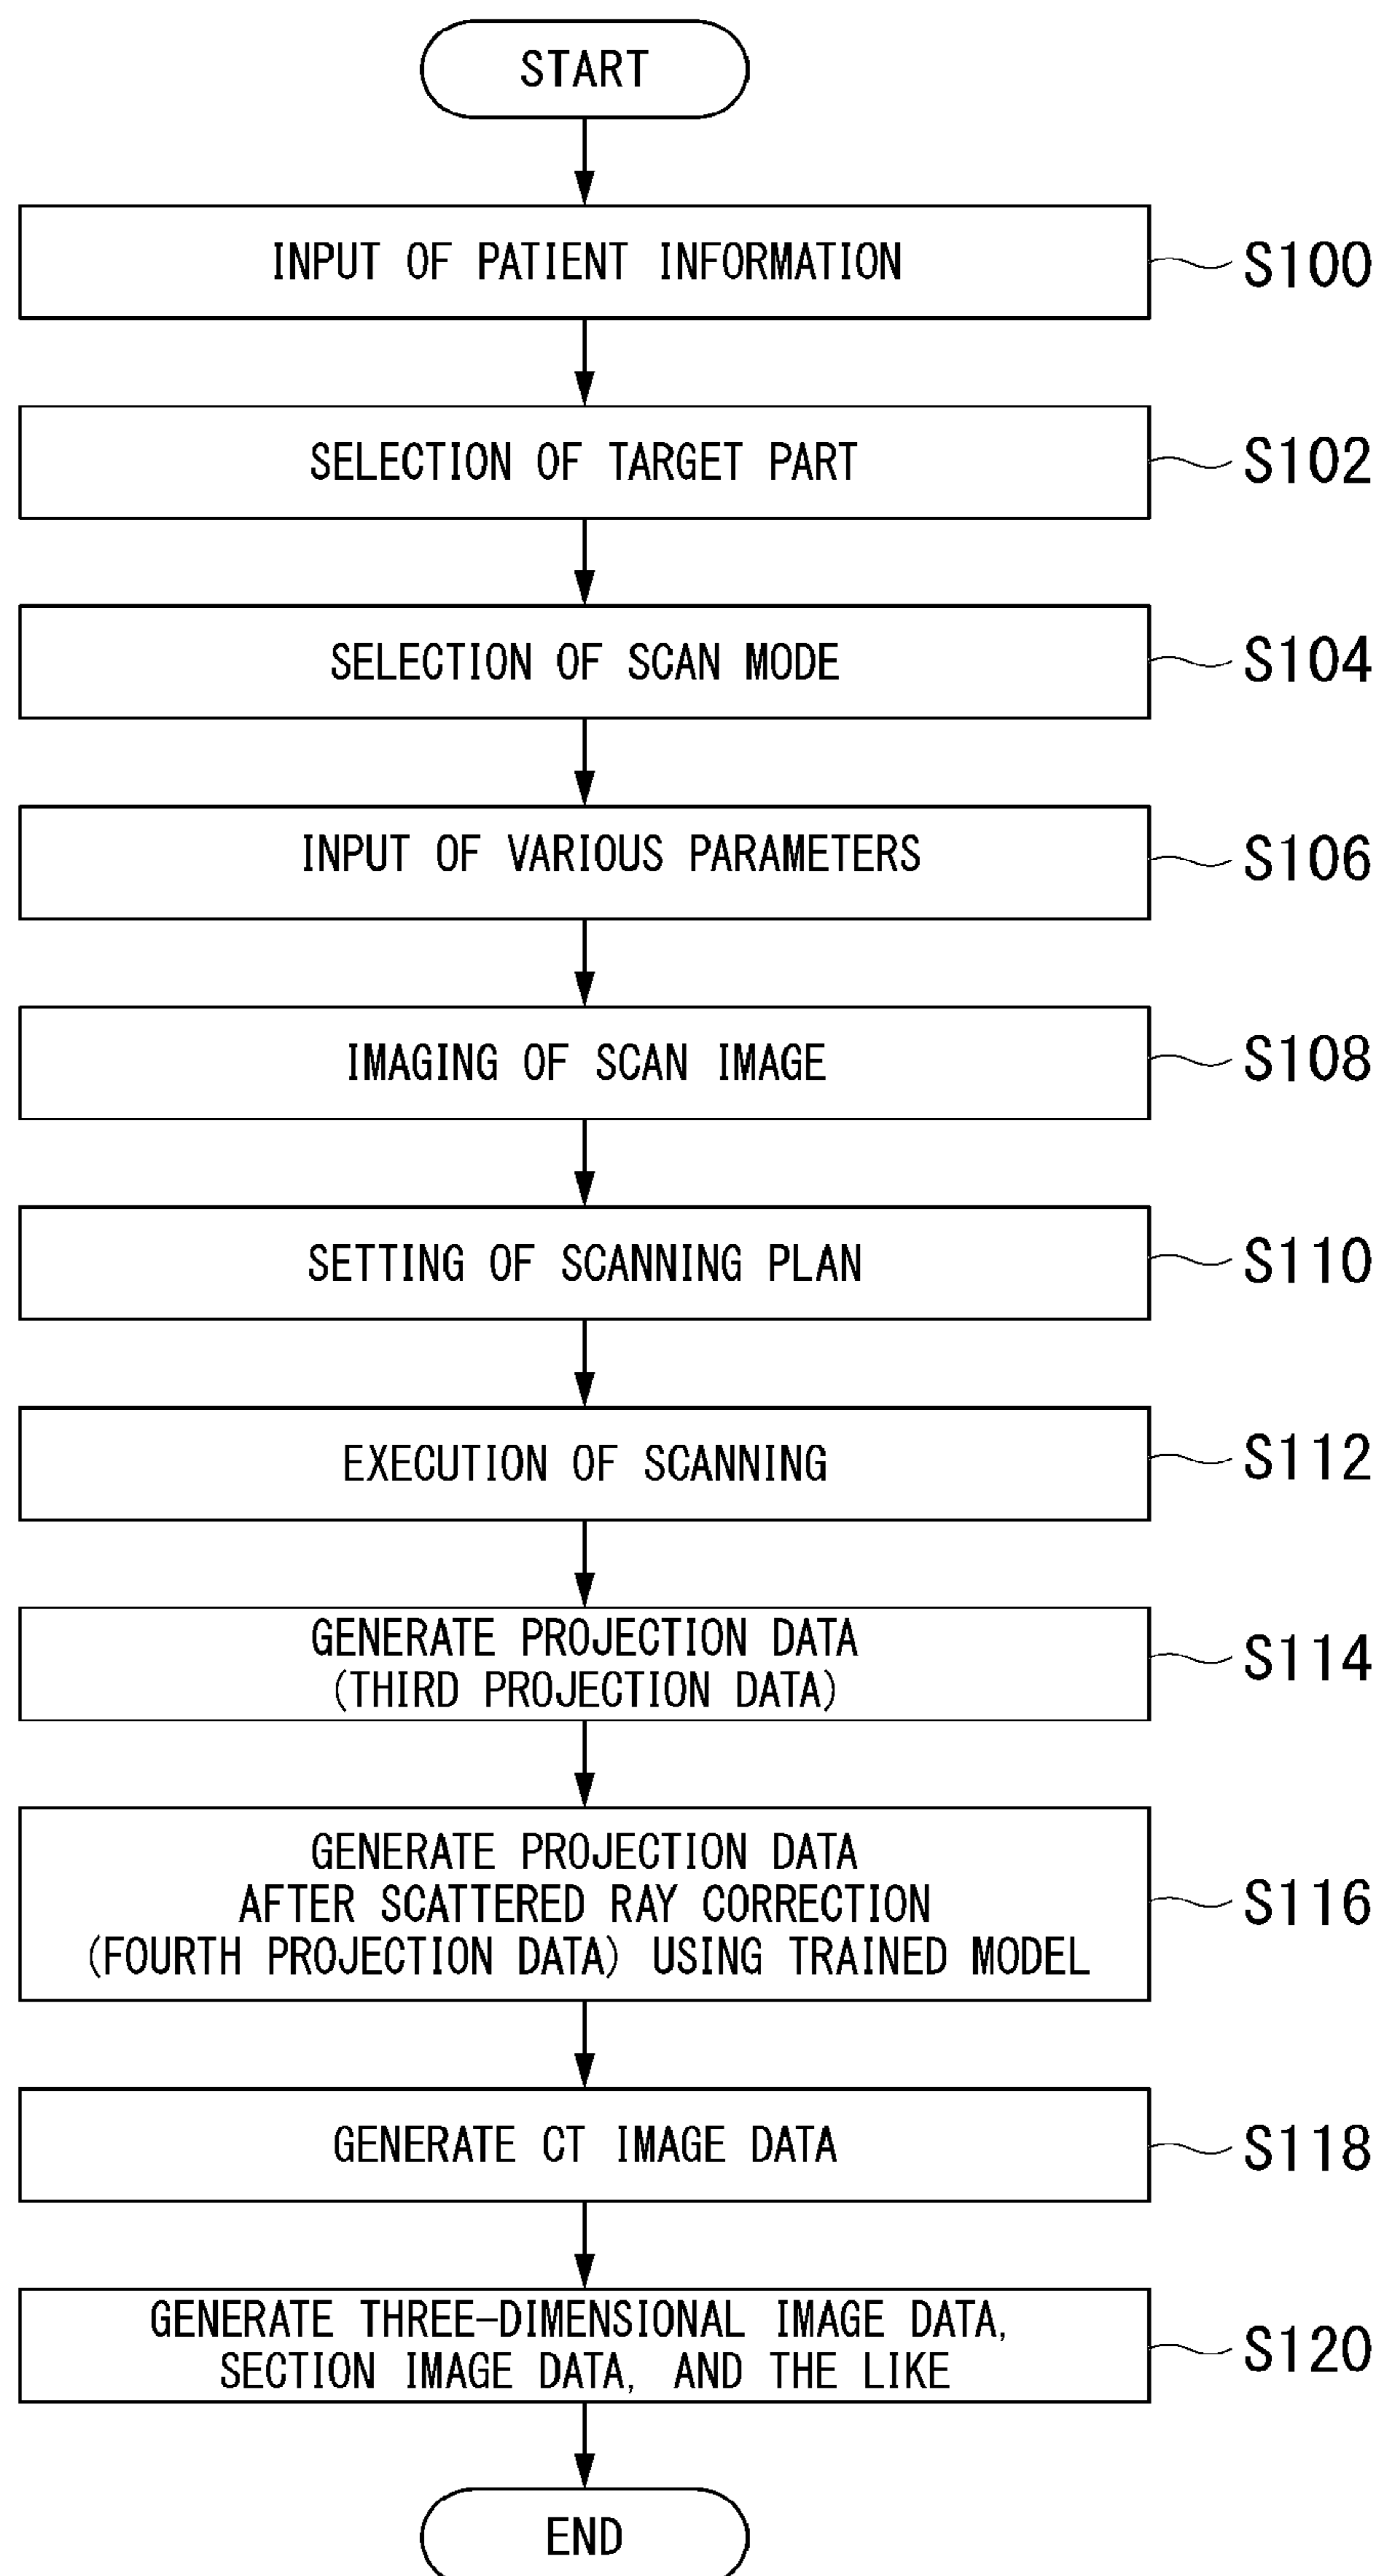 START
INPUT OF PATIENT INFORMATION
S100
SELECTION OF TARGET PART
S102
SELECTION OF SCAN MODE
S104
INPUT OF VARIOUS PARAMETERS
S106
IMAGING OF SCAN IMAGE
S108
SETTING OF SCANNING PLAN
S110
EXECUTION OF SCANNING
S112
GENERATE PROJECTION DATA
(THIRD PROJECTION DATA)
S114
GENERATE PROJECTION DATA
AFTER SCATTERED RAY CORRECTION
(FOURTH PROJECTION DATA) USING TRAINED MODEL
S116
GENERATE CT IMAGE DATA
S118
GENERATE THREE-DIMENSIONAL IMAGE DATA,
SECTION IMAGE DATA, AND THE LIKE
S120
END